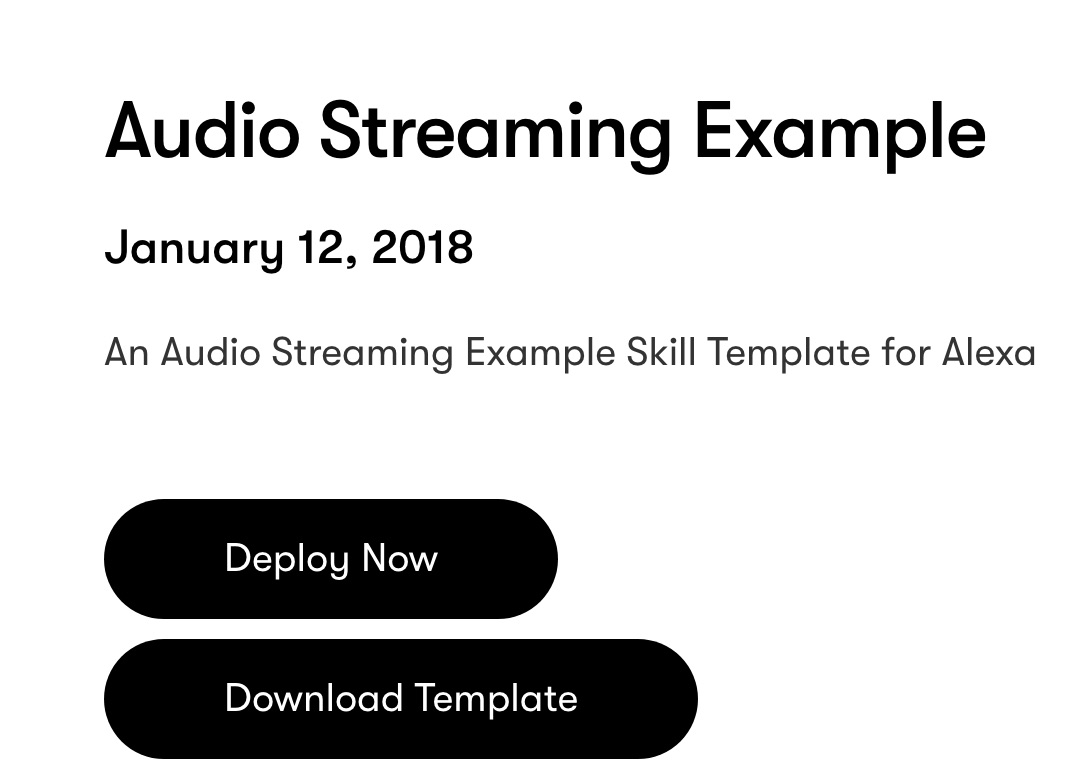 Audio Streaming Example
January 12, 2018
An Audio Streaming Example Skill Template for Alexa
Deploy Now
Download Template